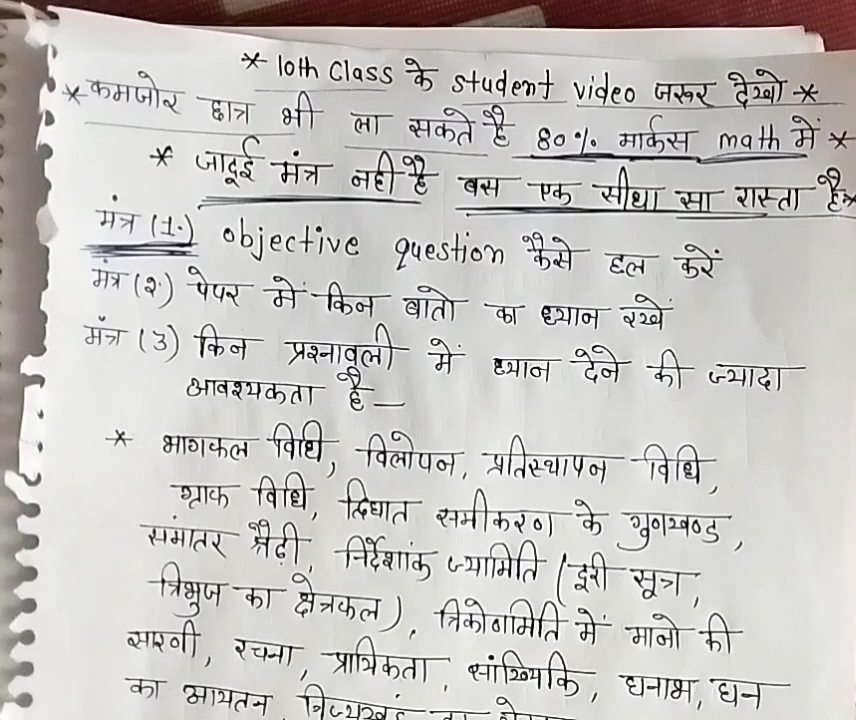 * 10th class के student video जरूर देखो *
* कमजोर छात्र भी ला सकते है 80% मार्कस math में *
* जादूई मंत्र नही है बस एक सीधा सा रास्ता है*
मंत्र (1.) objective question कैसे हल करें
मंत्र (२.) पेपर में किन बातो का ध्यान रखें
मंत्र (3) किन प्रश्नावली में ध्यान देने की ज्यादा
आवश्यकता है —
* भागफल विधि, विलोपन, प्रतिस्थापन विधि,
ग्राफ विधि, द्विघात समीकरण के गुणखण्ड,
समांतर श्रेढ़ी, निर्देशांक ज्यामिति (दूरी सूत्र,
त्रिभुज का क्षेत्रफल), त्रिकोणमिति में मानो की
सारणी, रचना, प्रायिकता, सांख्यिकि, घनाभ, घन
का आयतन, त्रिज्यखंड का